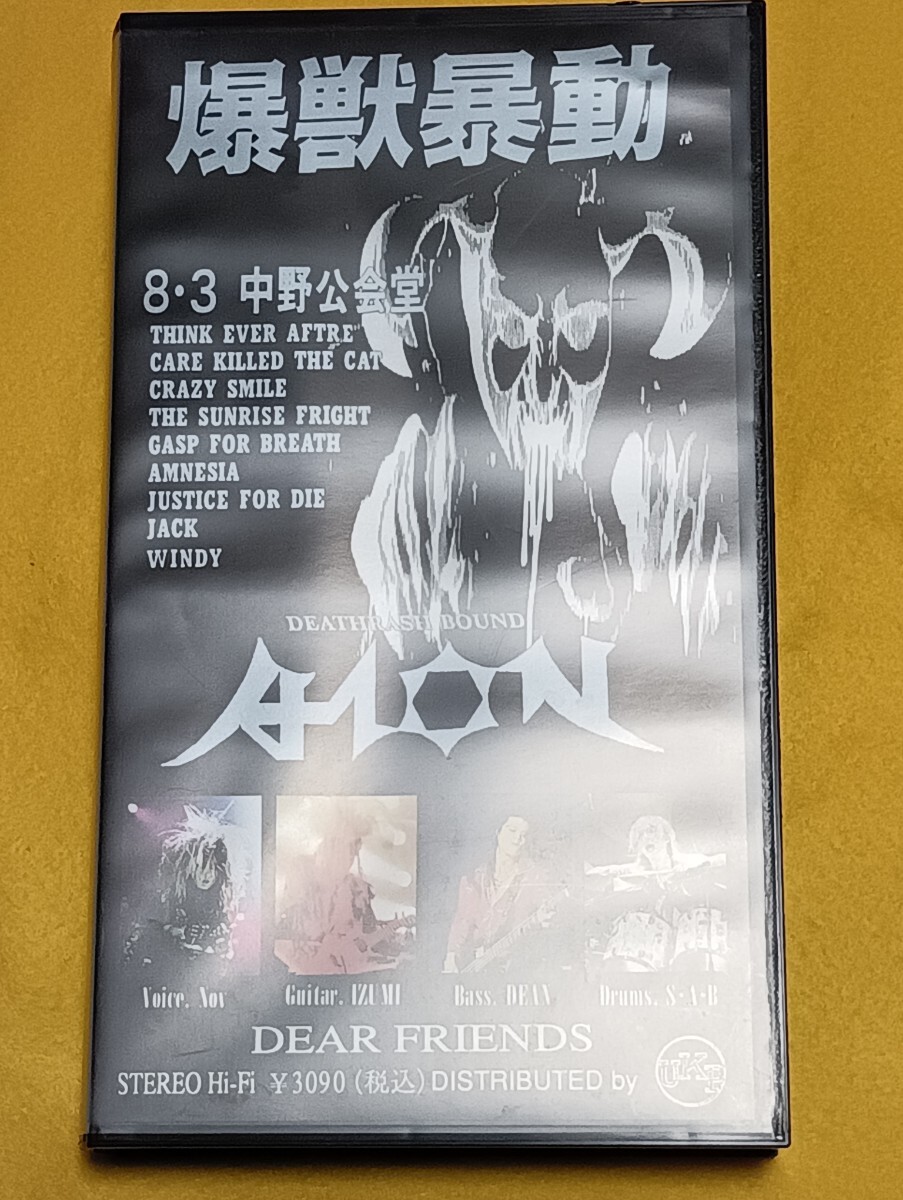 爆獣暴動
8・3 中野公会堂
THINK EVER AFTRE
CARE KILLED THE CAT
CRAZY SMILE
THE SUNRISE FRIGHT
GASP FOR BREATH
AMNESIA
JUSTICE FOR DIE
JACK
WINDY
DEATHRASH BOUND
AION
Voice. Nov
Guitar. IZUMI
Bass. DEAN
Drums. S・A・B
DEAR FRIENDS
STEREO Hi-Fi ¥3090 (税込) DISTRIBUTED by